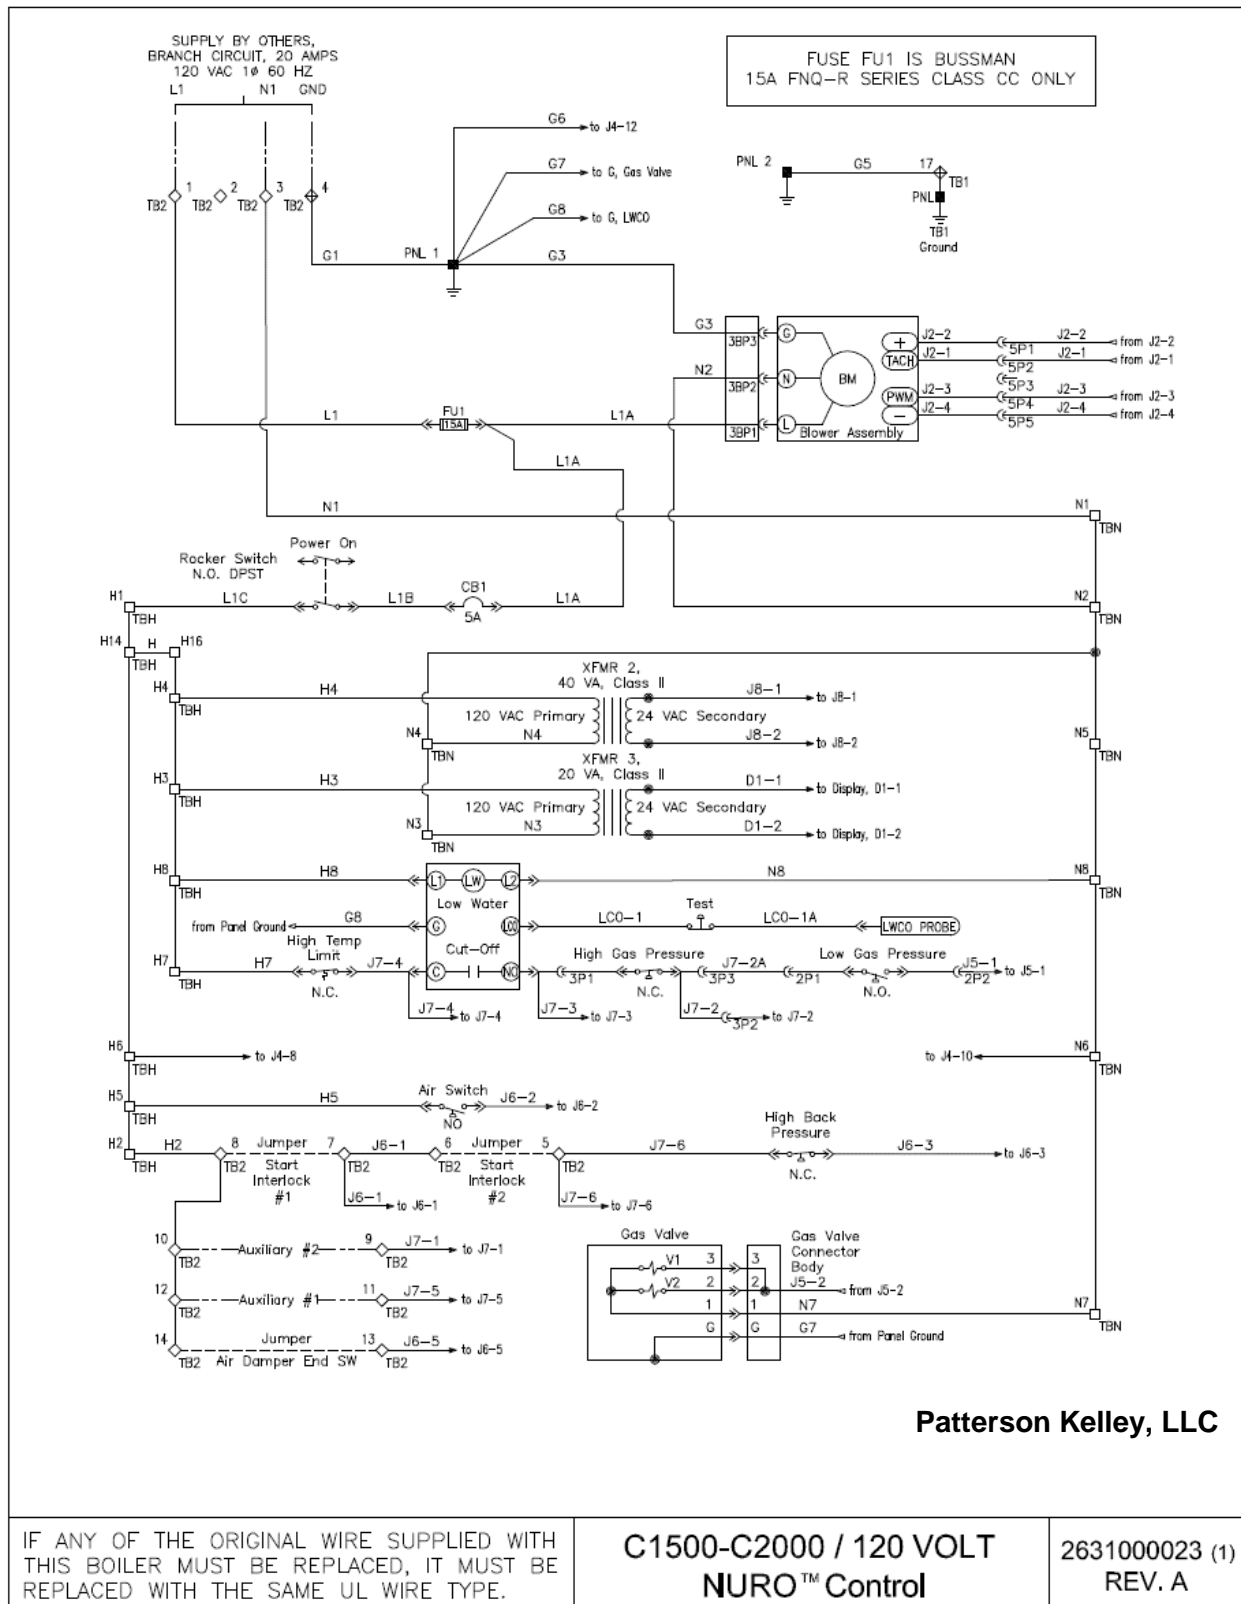 SUPPLY BY OTHERS,
BRANCH CIRCUIT, 20 AMPS
120 VAC 1ø 60 HZ
L1 N1 GND
FUSE FU1 IS BUSSMAN
15A FNQ-R SERIES CLASS CC ONLY
G6 to J4-12
G7 to G, Gas Valve
G8 to G, LWCO
PNL 2 G5 17 TB1
PNL
TB1
Ground
1 2 3 4
TB2 TB2 TB2 TB2
G1 PNL 1 G3
G3 3BP3 G
N2 3BP2 N BM
L1 FU1 15A L1A 3BP1 L
Blower Assembly
+ J2-2 5P1 J2-2 from J2-2
TACH J2-1 5P2 J2-1 from J2-1
5P3
PWM J2-3 5P4 J2-3 from J2-3
− J2-4 5P5 J2-4 from J2-4
L1A
N1 N1 TBN
Rocker Switch
N.O. DPST
Power On
H1 TBH L1C L1B CB1 5A L1A N2 TBN
H14 TBH H H16
XFMR 2,
40 VA, Class II
H4 TBH H4 J8-1 to J8-1
120 VAC Primary 24 VAC Secondary
N4 TBN N4 J8-2 to J8-2 N5 TBN
XFMR 3,
20 VA, Class II
H3 TBH H3 D1-1 to Display, D1-1
120 VAC Primary 24 VAC Secondary
N3 TBN N3 D1-2 to Display, D1-2
H8 TBH H8 L1 LW L2 N8 N8 TBN
Low Water
from Panel Ground G8 G LCO LCO-1 Test LCO-1A LWCO PROBE
Cut-Off
High Temp
Limit
High Gas Pressure Low Gas Pressure
H7 TBH H7 N.C. J7-4 C NO 3P1 N.C. 3P3 J7-2A 2P1 N.O. J5-1 2P2 to J5-1
J7-4 to J7-4 J7-3 to J7-3 J7-2 3P2 to J7-2
H6 TBH to J4-8 to J4-10 N6 TBN
Air Switch
H5 TBH H5 NO J6-2 to J6-2
High Back
Pressure
H2 TBH H2 8 TB2 Jumper 7 TB2 J6-1 6 TB2 Jumper 5 TB2 J7-6 N.C. J6-3 to J6-3
Start
Interlock
#1
Start
Interlock
#2
J6-1 to J6-1 J7-6 to J7-6
10 TB2 Auxiliary #2 9 TB2 J7-1 to J7-1
12 TB2 Auxiliary #1 11 TB2 J7-5 to J7-5
14 TB2 Jumper 13 TB2 J6-5 to J6-5
Air Damper End SW
Gas Valve
Gas Valve
Connector
Body
V1 3 3
V2 2 2 J5-2 from J5-2
1 1 N7 N7 TBN
G G G7 from Panel Ground
Patterson Kelley, LLC
IF ANY OF THE ORIGINAL WIRE SUPPLIED WITH
THIS BOILER MUST BE REPLACED, IT MUST BE
REPLACED WITH THE SAME UL WIRE TYPE.
C1500-C2000 / 120 VOLT
NURO™ Control
2631000023 (1)
REV. A